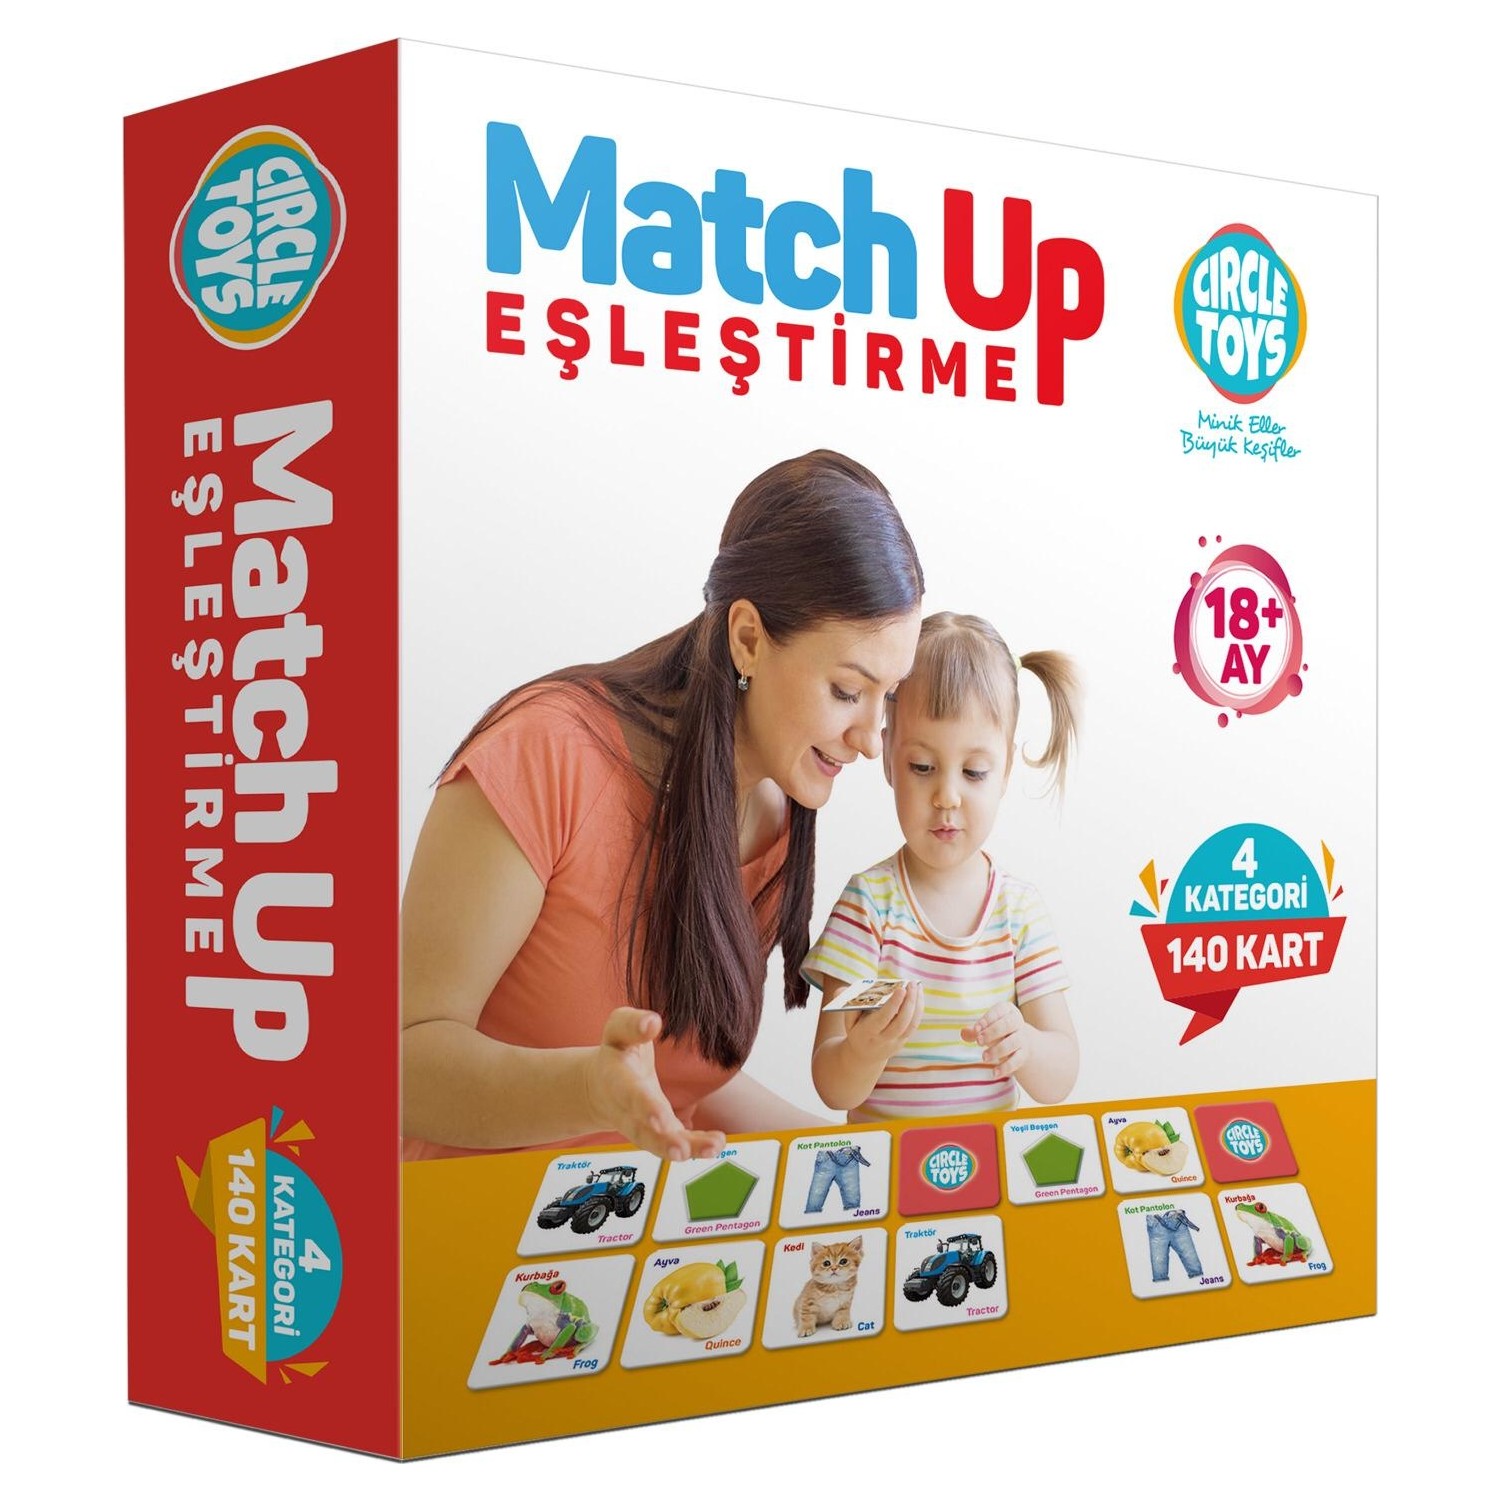 Match Up
EŞLEŞTİRME
CIRCLE
TOYS
Minik Eller
Büyük Keşifler
18+
AY
4
KATEGORİ
140 KART
Traktör
Tractor
Green Pentagon
Kot Pantolon
Jeans
CIRCLE
TOYS
Yeşil Beşgen
Green Pentagon
Ayva
Quince
CIRCLE
TOYS
Kurbağa
Frog
Ayva
Quince
Kedi
Cat
Traktör
Tractor
Kot Pantolon
Jeans
Kurbağa
Frog
CIRCLE
TOYS
Match Up
EŞLEŞTİRME
4
KATEGORİ
140 KART